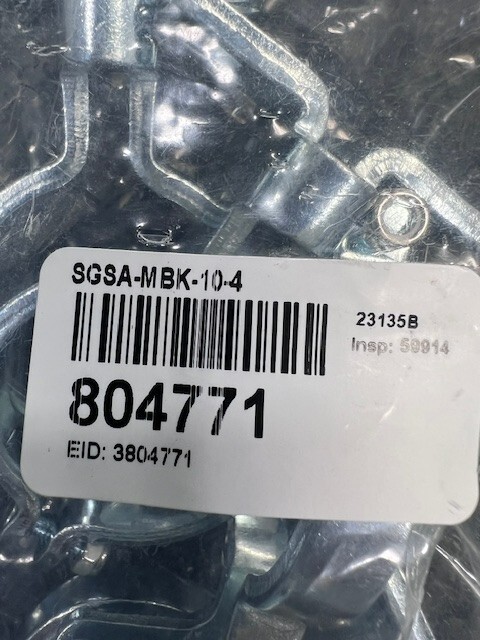 SGSA-MBK-10-4
23135B
Insp: 59914
804771
EID: 3804771